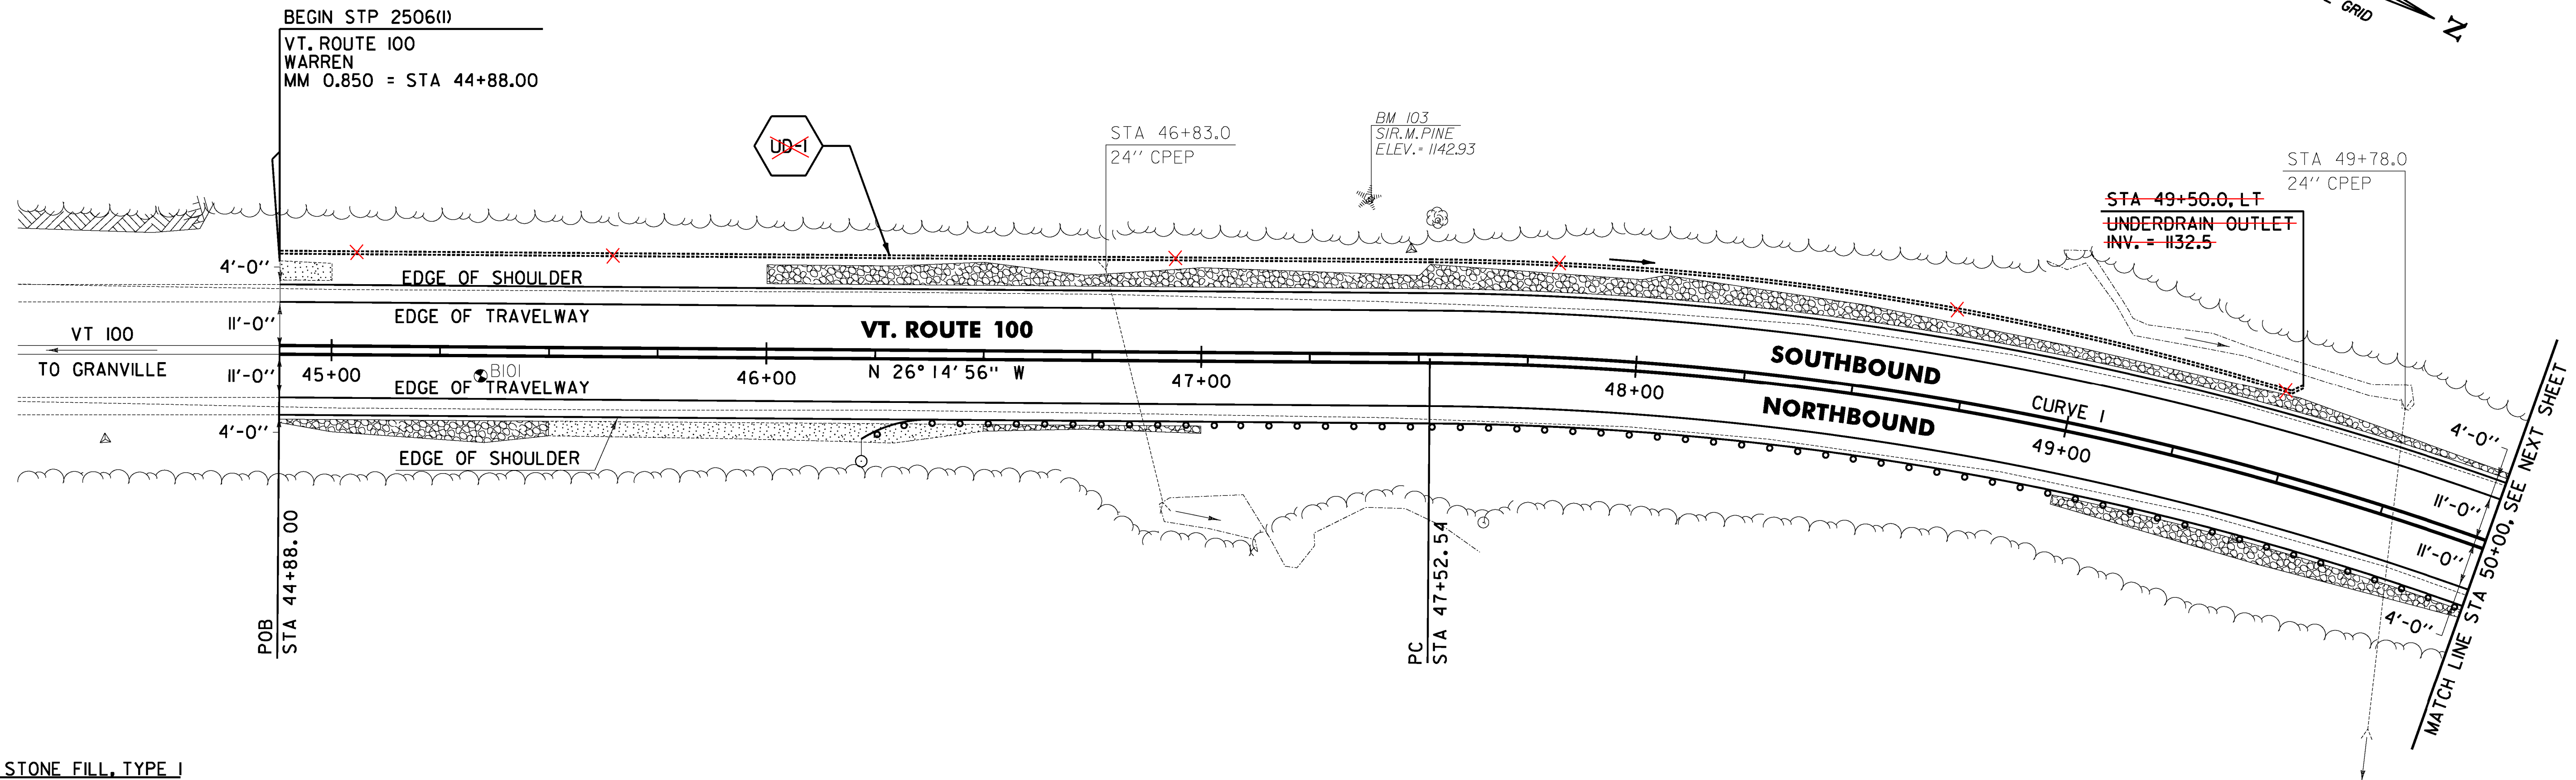 BEGIN STP 2506(1)
VT. ROUTE 100
WARREN
MM 0.850 = STA 44+88.00
GRID
N
UD-1
STA 46+83.0
24'' CPEP
BM 103
SIR.M.PINE
ELEV.= 1142.93
STA 49+78.0
24'' CPEP
STA 49+50.0, LT
UNDERDRAIN OUTLET
INV. = 1132.5
4'-0''
EDGE OF SHOULDER
11'-0''
EDGE OF TRAVELWAY
VT. ROUTE 100
VT 100
TO GRANVILLE
11'-0''
45+00
B101
EDGE OF TRAVELWAY
46+00
N 26° 14' 56" W
47+00
48+00
SOUTHBOUND
NORTHBOUND
CURVE 1
49+00
4'-0''
EDGE OF SHOULDER
4'-0''
11'-0''
11'-0''
4'-0''
POB
STA 44+88.00
PC
STA 47+52.54
MATCH LINE STA 50+00, SEE NEXT SHEET
STONE FILL, TYPE I